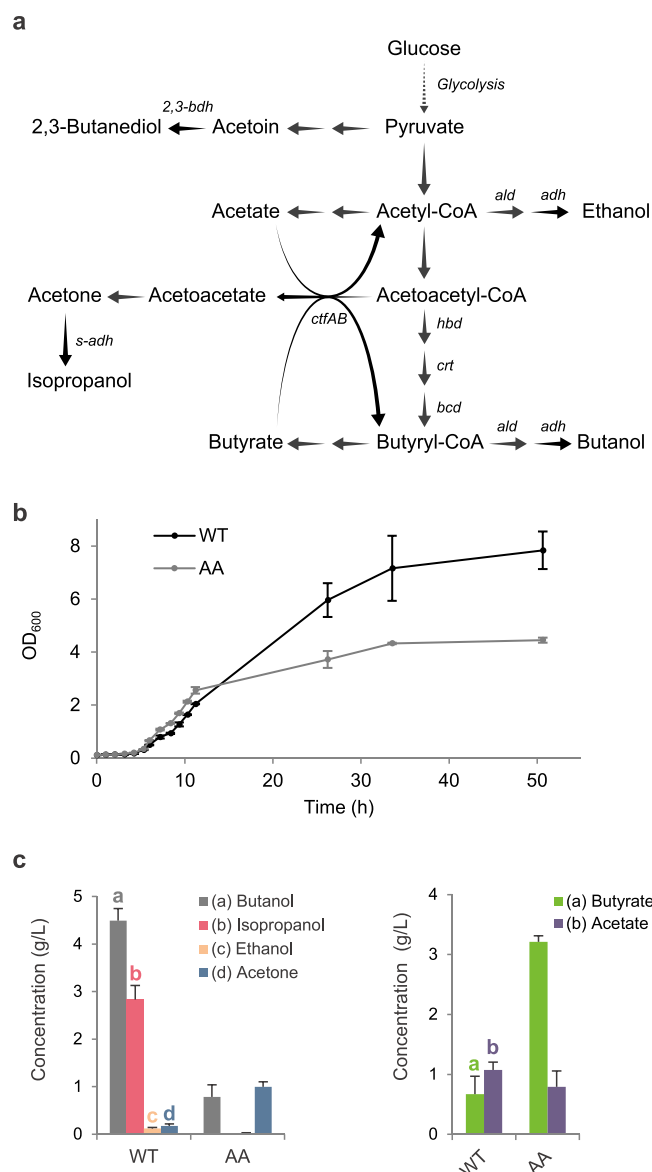 a
Glucose
Glycolysis
2,3-bdh
2,3-Butanediol Acetoin Pyruvate
ald adh
Acetate Acetyl-CoA Ethanol
Acetone Acetoacetate Acetoacetyl-CoA
ctfAB
hbd
s-adh
crt
Isopropanol
bcd
ald adh
Butyrate Butyryl-CoA Butanol
b
WT
AA
OD600
8
6
4
2
0
0 10 20 30 40 50
Time (h)
c
Concentration (g/L)
5
4
3
2
1
0
a
b
c
d
(a) Butanol
(b) Isopropanol
(c) Ethanol
(d) Acetone
WT AA
Concentration (g/L)
4
3
2
1
0
a
b
(a) Butyrate
(b) Acetate
WT AA